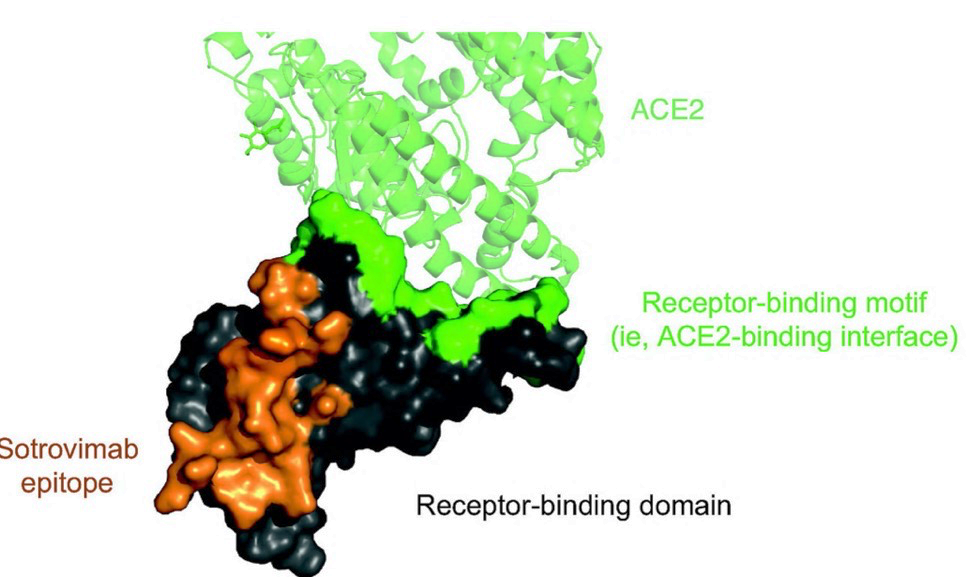 ACE2
Receptor-binding motif
(ie, ACE2-binding interface)
Sotrovimab
epitope
Receptor-binding domain